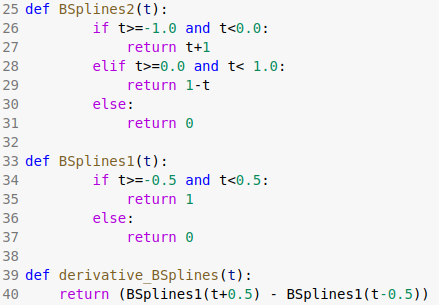 25 def BSplines2(t):
26         if t>=-1.0 and t<0.0:
27             return t+1
28         elif t>=0.0 and t< 1.0:
29             return 1-t
30         else:
31             return 0
32
33 def BSplines1(t):
34         if t>=-0.5 and t<0.5:
35             return 1
36         else:
37             return 0
38
39 def derivative_BSplines(t):
40     return (BSplines1(t+0.5) - BSplines1(t-0.5))